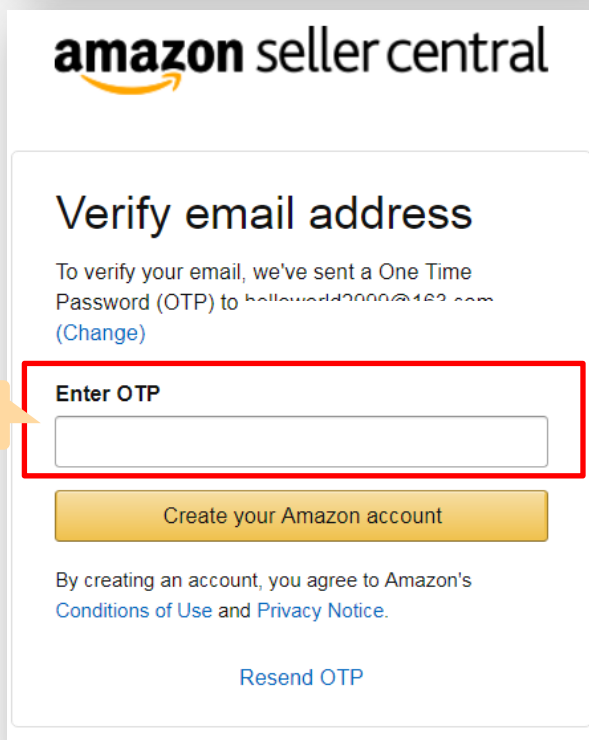 amazon seller central
Verify email address
To verify your email, we've sent a One Time
Password (OTP) to
(Change)
Enter OTP
Create your Amazon account
By creating an account, you agree to Amazon's
Conditions of Use and Privacy Notice.
Resend OTP